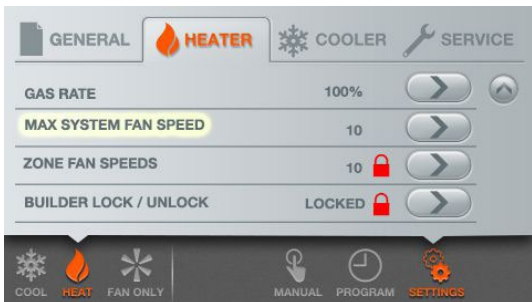 GENERAL HEATER COOLER SERVICE
GAS RATE 100%
MAX SYSTEM FAN SPEED 10
ZONE FAN SPEEDS 10
BUILDER LOCK / UNLOCK LOCKED
COOL HEAT FAN ONLY MANUAL PROGRAM SETTINGS